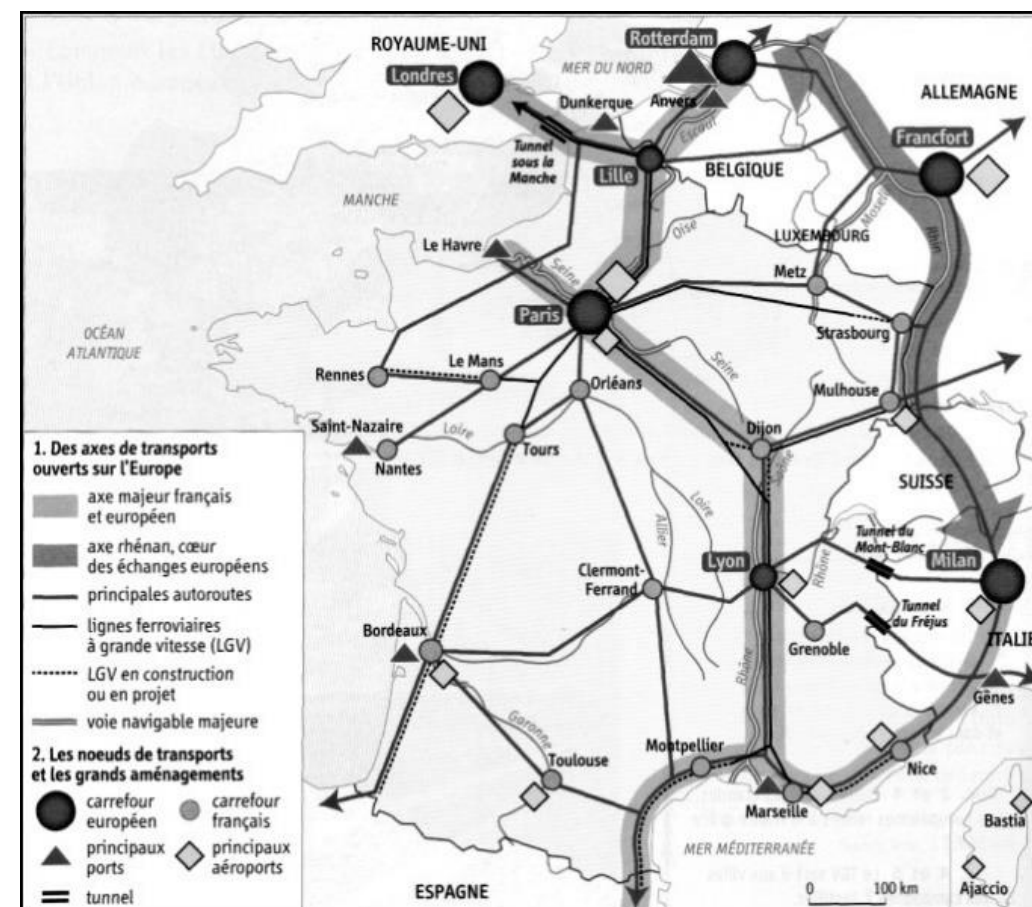 ROYAUME-UNI
Londres
MER DU NORD
Rotterdam
Dunkerque
Anvers
Escaut
ALLEMAGNE
Francfort
Tunnel
sous la
Manche
Lille
BELGIQUE
MANCHE
Oise
LUXEMBOURG
Moselle
Rhin
Le Havre
Seine
Metz
Paris
Strasbourg
OCÉAN
ATLANTIQUE
Le Mans
Rennes
Orléans
Seine
Mulhouse
Saint-Nazaire
Loire
Nantes
Tours
Dijon
Saône
SUISSE
Loire
Allier
Tunnel du
Mont-Blanc
Lyon
Rhône
Milan
Clermont-
Ferrand
Tunnel
du Fréjus
Bordeaux
Grenoble
ITALIE
Rhône
Gênes
Garonne
Montpellier
Toulouse
Nice
Marseille
Bastia
MER MÉDITERRANÉE
ESPAGNE
0 100 km
Ajaccio
1. Des axes de transports
ouverts sur l'Europe
axe majeur français
et européen
axe rhénan, cœur
des échanges européens
principales autoroutes
lignes ferroviaires
à grande vitesse (LGV)
LGV en construction
ou en projet
voie navigable majeure
2. Les noeuds de transports
et les grands aménagements
carrefour
européen
carrefour
français
principaux
ports
principaux
aéroports
tunnel